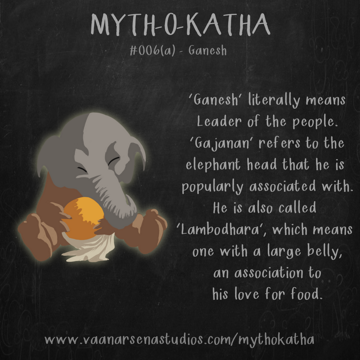 MYTH-O-KATHA
#006(a) - Ganesh
'Ganesh' literally means
Leader of the people.
'Gajanan' refers to the
elephant head that he is
popularly associated with.
He is also called
'Lambodhara', which means
one with a large belly,
an association to
his love for food.
www.vaanarsenastudios.com/mythokatha